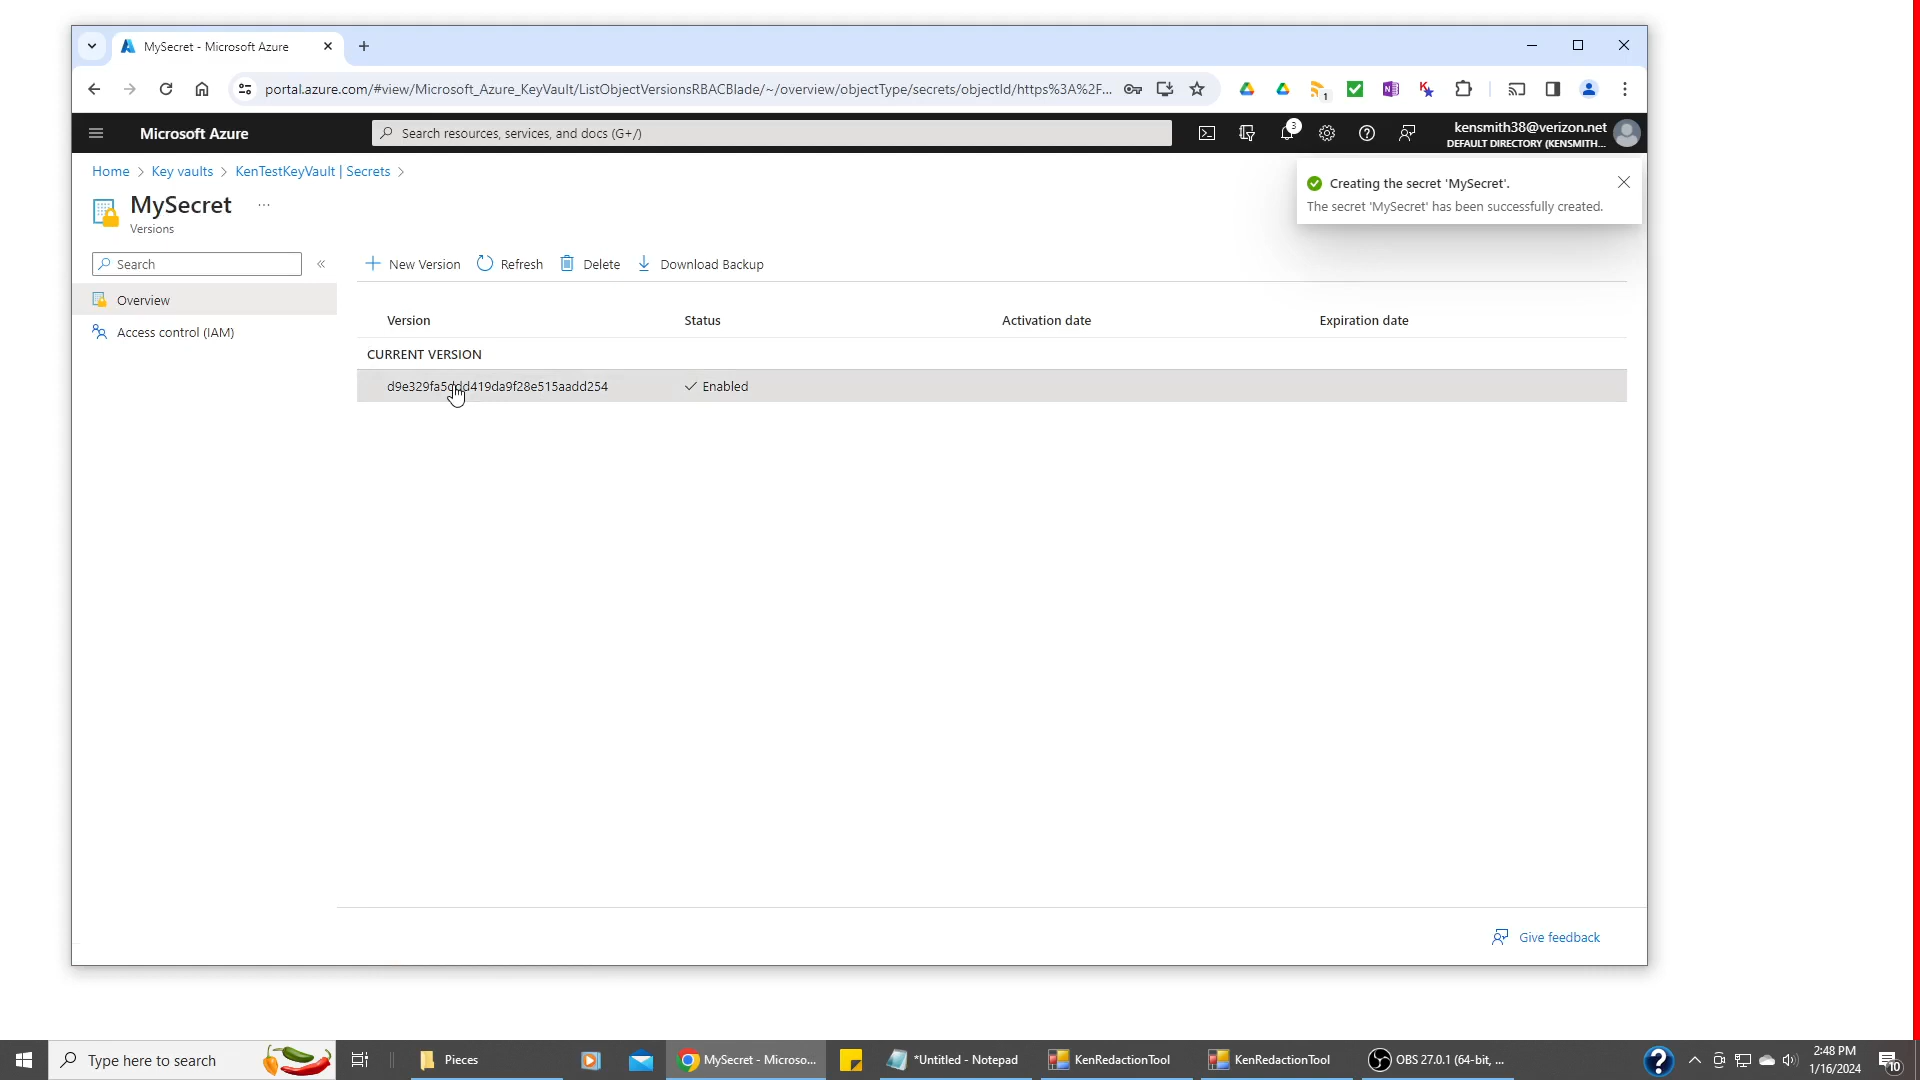 MySecret - Microsoft Azure
portal.azure.com/#view/Microsoft_Azure_KeyVault/ListObjectVersionsRBACBlade/~/overview/objectType/secrets/objectId/https%3A%2F...
1
Microsoft Azure
Search resources, services, and docs (G+/)
3
kensmith38@verizon.net
DEFAULT DIRECTORY (KENSMITH...
Home > Key vaults > KenTestKeyVault | Secrets >
Creating the secret 'MySecret'.
The secret 'MySecret' has been successfully created.
MySecret ...
Versions
Search
«
New Version
Refresh
Delete
Download Backup
Overview
Access control (IAM)
Version Status Activation date Expiration date
CURRENT VERSION
d9e329fa5ddd419da9f28e515aadd254 Enabled
Give feedback
Type here to search
Pieces
MySecret - Microso...
*Untitled - Notepad
KenRedactionTool
KenRedactionTool
OBS 27.0.1 (64-bit, ...
2:48 PM
1/16/2024
10